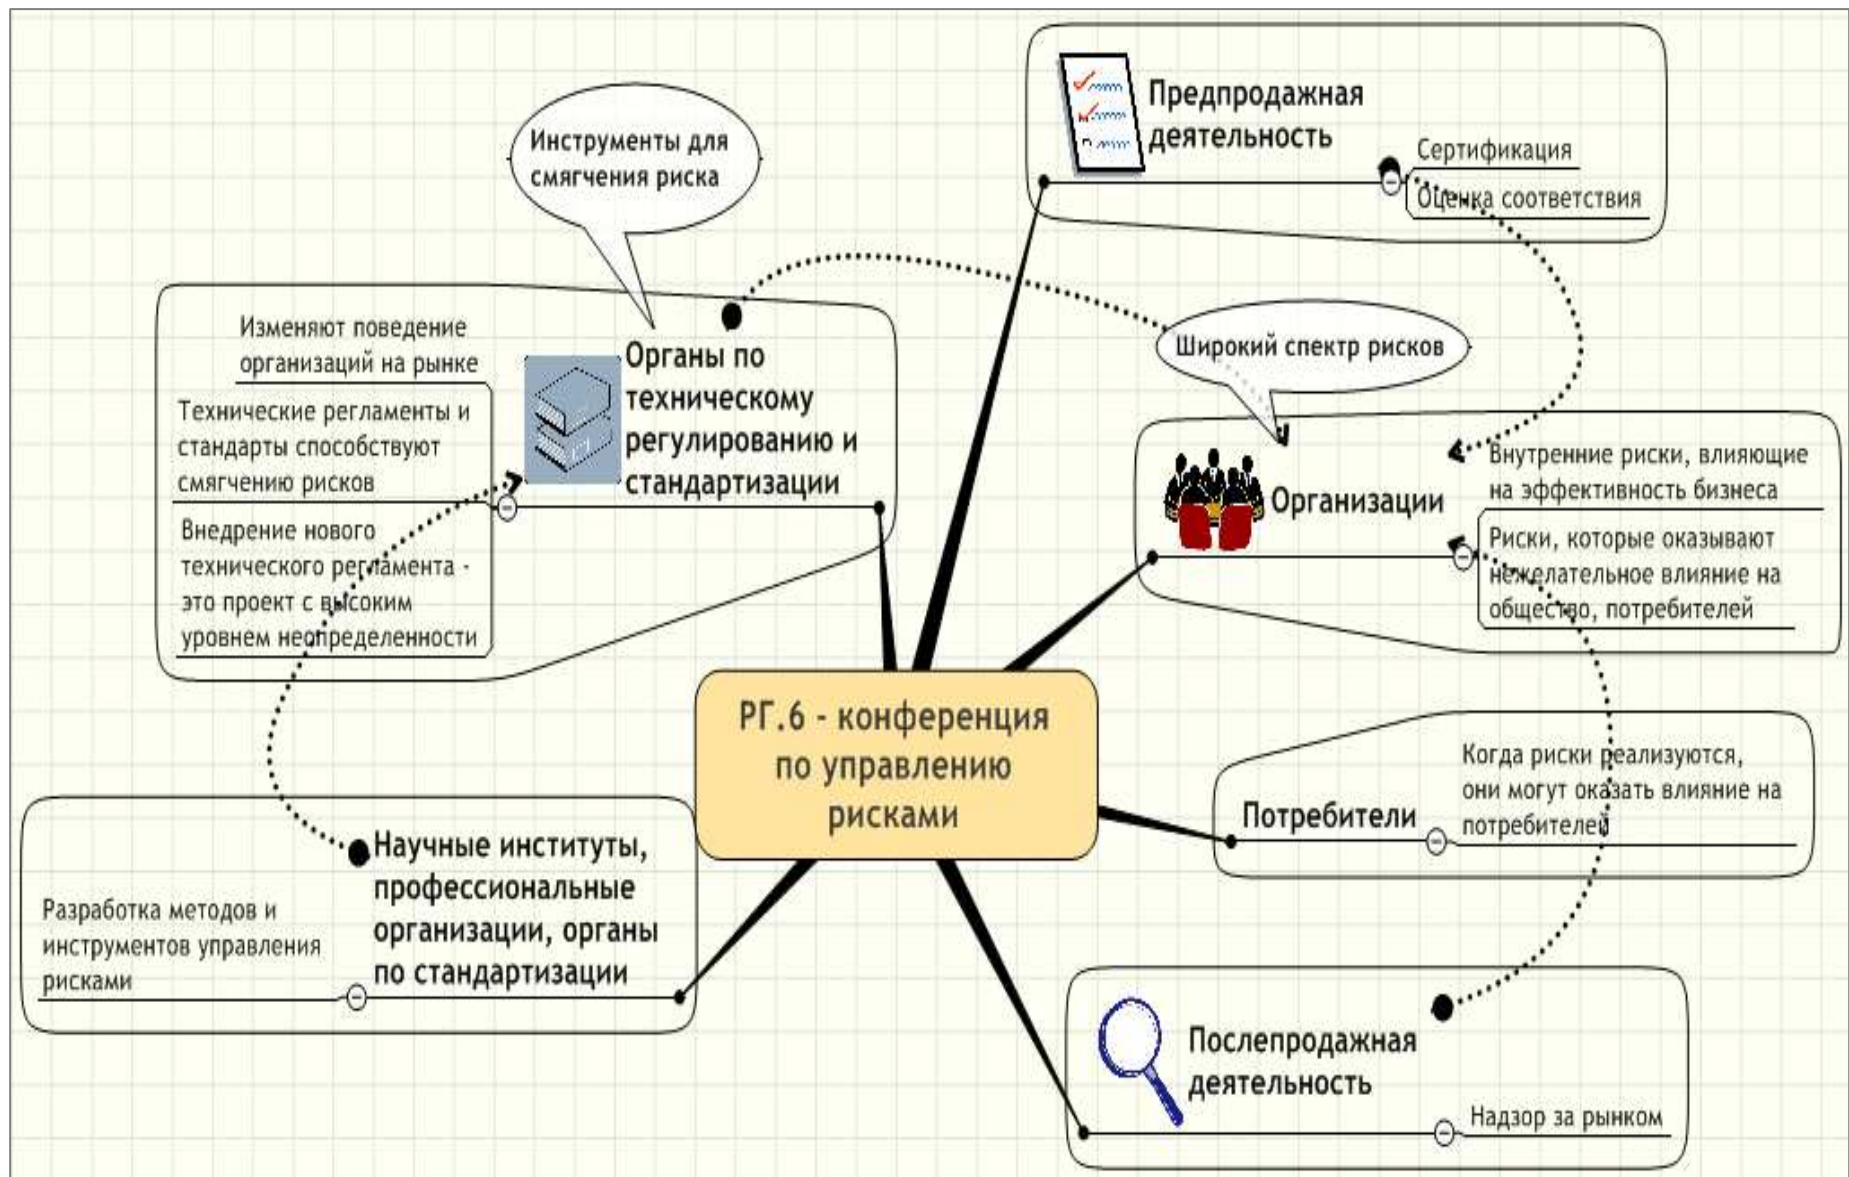 Предпродажная
деятельность
Сертификация
Оценка соответствия
Инструменты для
смягчения риска
Изменяют поведение
организаций на рынке
Технические регламенты и
стандарты способствуют
смягчению рисков
Внедрение нового
технического регламента -
это проект с высоким
уровнем неопределенности
Органы по
техническому
регулированию и
стандартизации
Широкий спектр рисков
Организации
Внутренние риски, влияющие
на эффективность бизнеса
Риски, которые оказывают
нежелательное влияние на
общество, потребителей
РГ.6 - конференция
по управлению
рисками
Потребители
Когда риски реализуются,
они могут оказать влияние на
потребителей
Научные институты,
профессиональные
организации, органы
по стандартизации
Разработка методов и
инструментов управления
рисками
Послепродажная
деятельность
Надзор за рынком